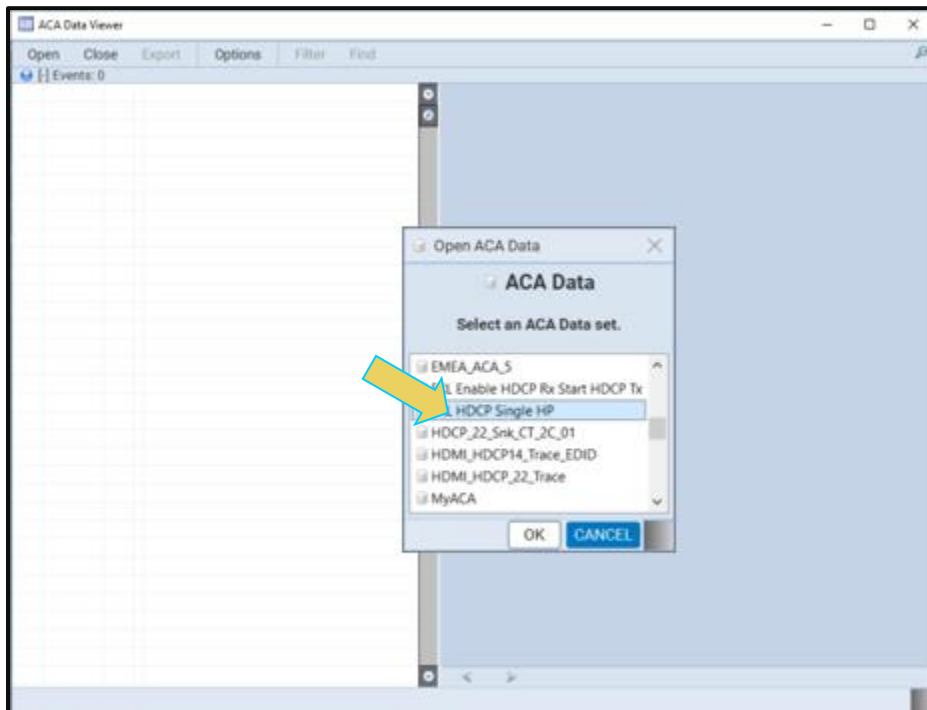 ACA Data Viewer
Open Close Export Options Filter Find
[-] Events: 0
Open ACA Data
ACA Data
Select an ACA Data set.
EMEA_ACA_5
Enable HDCP Rx Start HDCP Tx
HDCP Single HP
HDCP_22_Snk_CT_2C_01
HDMI_HDCP14_Trace_EDID
HDMI_HDCP_22_Trace
MyACA
OK CANCEL